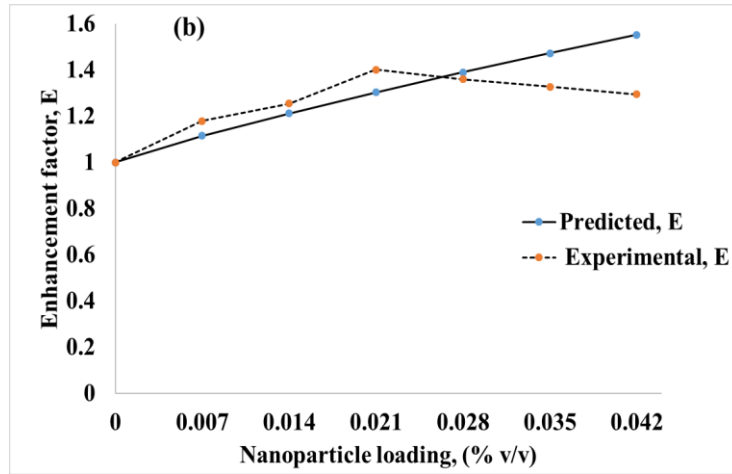 (b)
Enhancement factor, E
1.6
1.4
1.2
1
0.8
0.6
0.4
0.2
0
0 0.007 0.014 0.021 0.028 0.035 0.042
Nanoparticle loading, (% v/v)
Predicted, E
Experimental, E